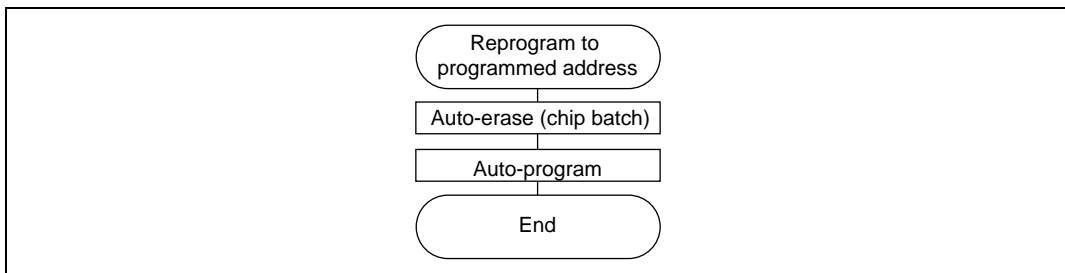 Reprogram to
programmed address
Auto-erase (chip batch)
Auto-program
End